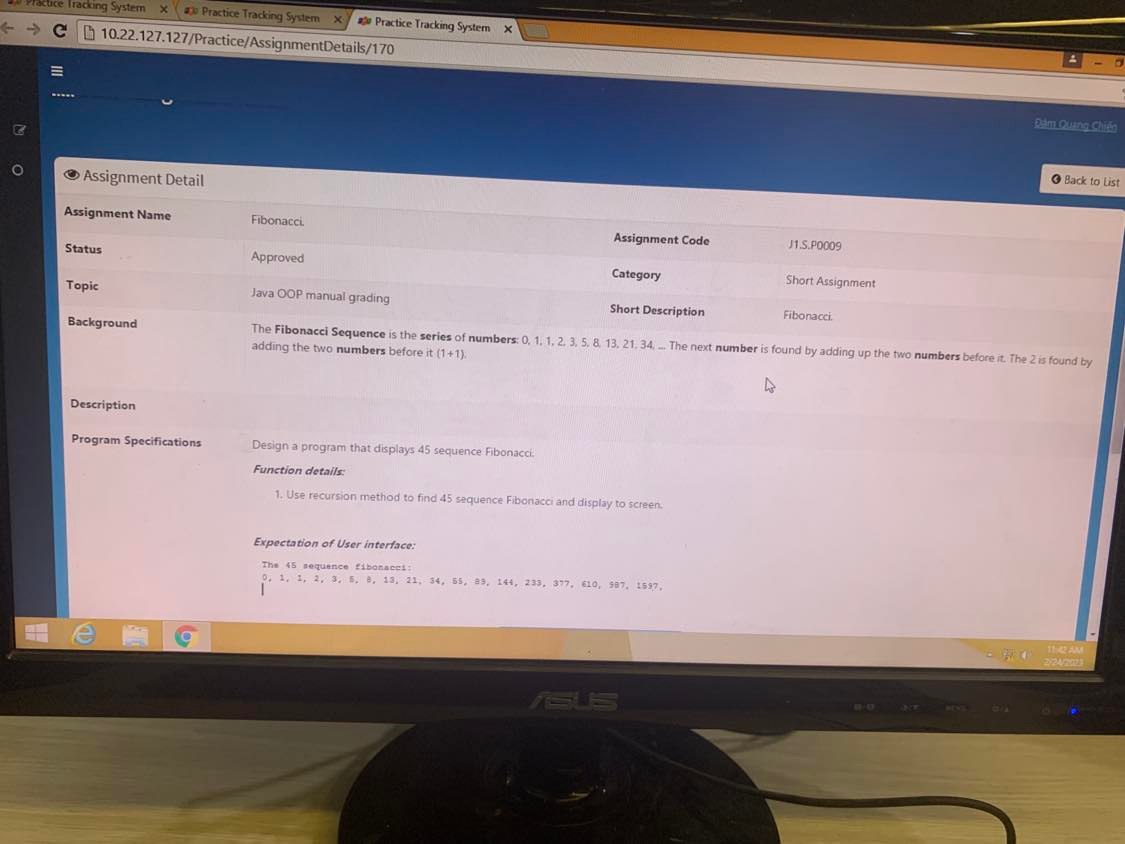 Practice Tracking System
Practice Tracking System
Practice Tracking System
10.22.127.127/Practice/AssignmentDetails/170
Đàm Quang Chiến
Assignment Detail
Back to List
Assignment Name Fibonacci. Assignment Code J1.S.P0009
Status Approved Category Short Assignment
Topic Java OOP manual grading Short Description Fibonacci.
Background The Fibonacci Sequence is the series of numbers: 0, 1, 1, 2, 3, 5, 8, 13, 21, 34, ... The next number is found by adding up the two numbers before it. The 2 is found by
adding the two numbers before it (1+1).
Description
Program Specifications Design a program that displays 45 sequence Fibonacci.
Function details:
1. Use recursion method to find 45 sequence Fibonacci and display to screen.
Expectation of User interface:
The 45 sequence fibonacci:
0, 1, 1, 2, 3, 5, 8, 13, 21, 34, 55, 89, 144, 233, 377, 610, 987, 1597,
11:42 AM
2/24/2023
ASUS